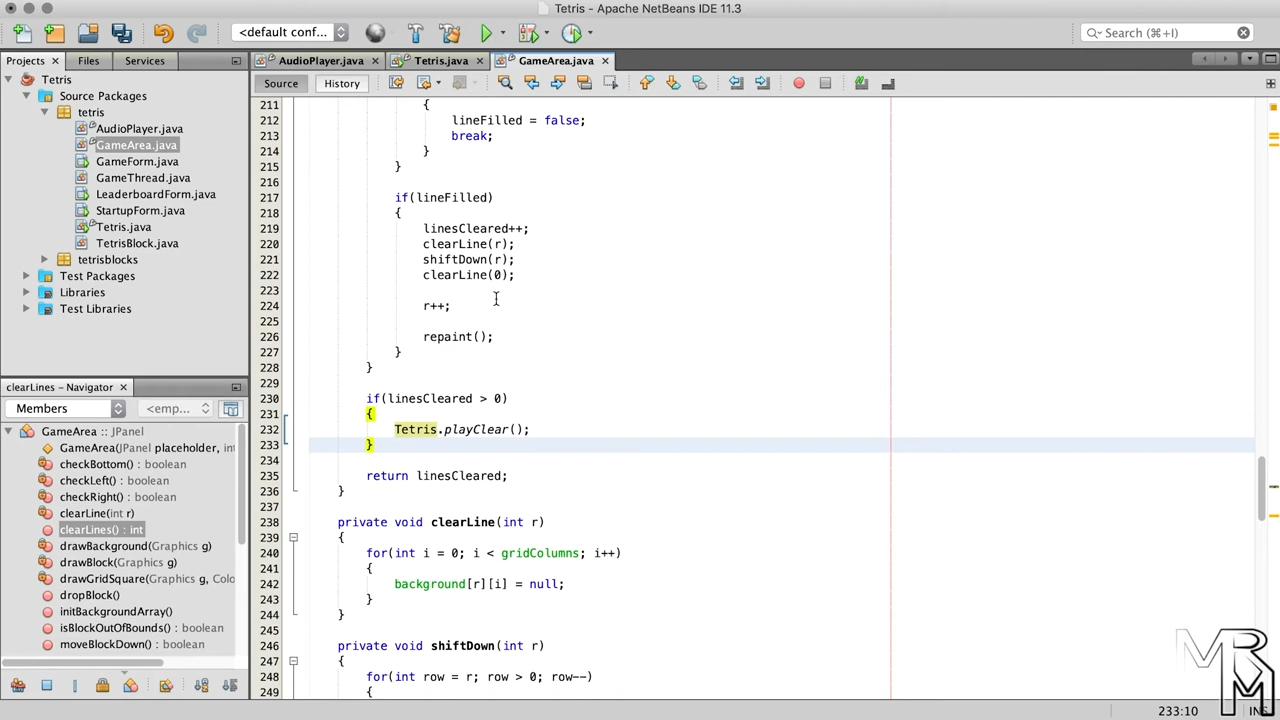 Tetris - Apache NetBeans IDE 11.3
<default conf...
Search (⌘+I)
Projects
Files
Services
AudioPlayer.java
Tetris.java
GameArea.java
Source
History
Tetris
Source Packages
tetris
AudioPlayer.java
GameArea.java
GameForm.java
GameThread.java
LeaderboardForm.java
StartupForm.java
Tetris.java
TetrisBlock.java
tetrisblocks
Test Packages
Libraries
Test Libraries
clearLines - Navigator
Members
<emp...
GameArea :: JPanel
GameArea(JPanel placeholder, int
checkBottom() : boolean
checkLeft() : boolean
checkRight() : boolean
clearLine(int r)
clearLines() : int
drawBackground(Graphics g)
drawBlock(Graphics g)
drawGridSquare(Graphics g, Colo
dropBlock()
initBackgroundArray()
isBlockOutOfBounds() : boolean
moveBlockDown() : boolean
211 {
212 lineFilled = false;
213 break;
214 }
215 }
216
217 if(lineFilled)
218 {
219 linesCleared++;
220 clearLine(r);
221 shiftDown(r);
222 clearLine(0);
223
224 r++;
225
226 repaint();
227 }
228 }
229
230 if(linesCleared > 0)
231 {
232 Tetris.playClear();
233 }
234
235 return linesCleared;
236 }
237
238 private void clearLine(int r)
239 {
240 for(int i = 0; i < gridColumns; i++)
241 {
242 background[r][i] = null;
243 }
244 }
245
246 private void shiftDown(int r)
247 {
248 for(int row = r; row > 0; row--)
249 {
233:10
INS